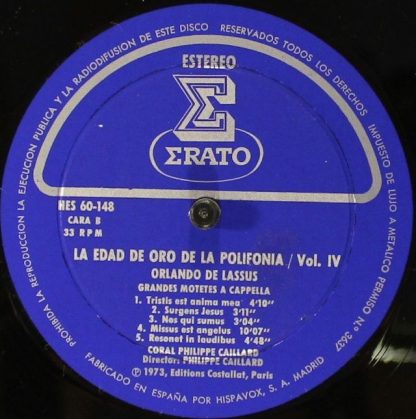 PROHIBIDA LA REPRODUCCION LA EJECUCION PUBLICA Y LA RADIODIFUSION DE ESTE DISCO RESERVADOS TODOS LOS DERECHOS IMPUESTO DE LUJO A METALICO PERMISO Nº 3637
ESTEREO
ERATO
HES 60-148
CARA B
33 RPM
LA EDAD DE ORO DE LA POLIFONIA / Vol. IV
ORLANDO DE LASSUS
GRANDES MOTETES A CAPPELLA
1. Tristis est anima mea 4'10"
2. Surgens Jesus 3'11"
3. Nos qui sumus 3'04"
4. Missus est angelus 10'07"
5. Resonet in laudibus 4'48"
CORAL PHILIPPE CAILLARD
Director: PHILIPPE CAILLARD
Ⓟ 1973, Editions Costallat, Paris
FABRICADO EN ESPAÑA POR HISPAVOX, S. A. MADRID